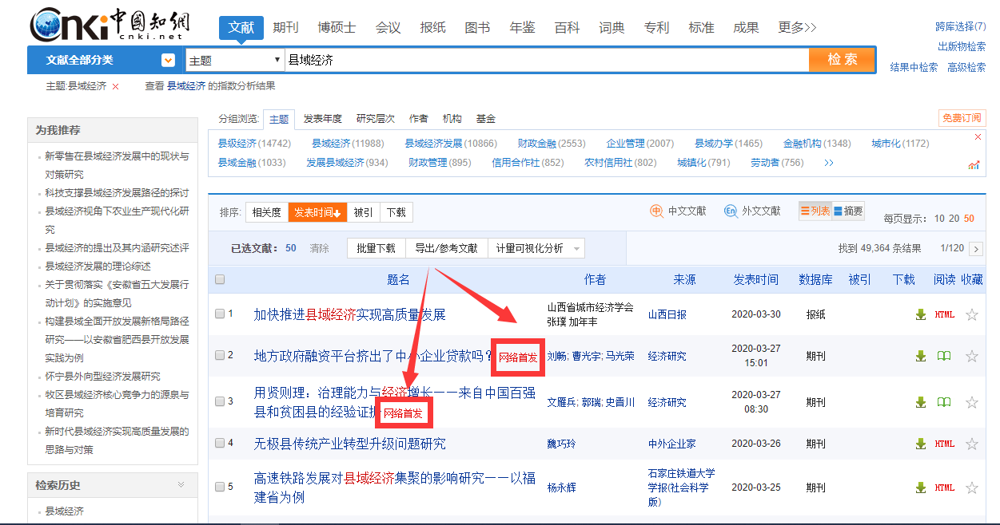 Cnki中國知網
cnki.net
文献 期刊 博硕士 会议 报纸 图书 年鉴 百科 词典 专利 标准 成果 更多>>
跨库选择(7)
出版物检索
文献全部分类 主题 县域经济 检 索
结果中检索 高级检索
主题:县域经济 × 查看 县域经济 的指数分析结果
为我推荐
新零售在县域经济发展中的现状与
对策研究
科技支撑县域经济发展路径的探讨
县域经济视角下农业生产现代化研
究
县域经济的提出及其内涵研究述评
县域经济发展的理论综述
关于贯彻落实《安徽省五大发展行
动计划》的实施意见
构建县域全面开放发展新格局路径
研究——以安徽省肥西县开放发展
实践为例
怀宁县外向型经济发展研究
牧区县域经济核心竞争力的源泉与
培育研究
新时代县域经济实现高质量发展的
思路与对策
检索历史
县域经济
分组浏览: 主题 发表年度 研究层次 作者 机构 基金
免费订阅
县级经济(14742) 县域经济(11988) 县域经济发展(10866) 财政金融(2553) 企业管理(2007) 县域办学(1465) 金融机构(1348) 城市化(1172)
县域金融(1033) 发展县域经济(934) 财政管理(895) 信用合作社(852) 农村信用社(802) 城镇化(791) 劳动者(756) >>
排序: 相关度 发表时间 被引 下载
中 中文文献 En 外文文献 列表 摘要 每页显示: 10 20 50
已选文献: 50 清除 批量下载 导出/参考文献 计量可视化分析
找到 49,364 条结果 1/120 >
题名 作者 来源 发表时间 数据库 被引 下载 阅读 收藏
1 加快推进县域经济实现高质量发展 山西省城市经济学会
张璞 加年丰 山西日报 2020-03-30 报纸 HTML
2 地方政府融资平台挤出了中小企业贷款吗? 网络首发 刘畅; 曹光宇; 马光荣 经济研究 2020-03-27
15:01 期刊
3 用贤则理：治理能力与经济增长——来自中国百强
县和贫困县的经验证据 网络首发 文雁兵; 郭瑞; 史晋川 经济研究 2020-03-27
08:30 期刊
4 无极县传统产业转型升级问题研究 魏巧玲 中外企业家 2020-03-26 期刊 HTML
5 高速铁路发展对县域经济集聚的影响研究——以福
建省为例 杨永辉 石家庄铁道大学
学报(社会科学
版) 2020-03-25 期刊 HTML